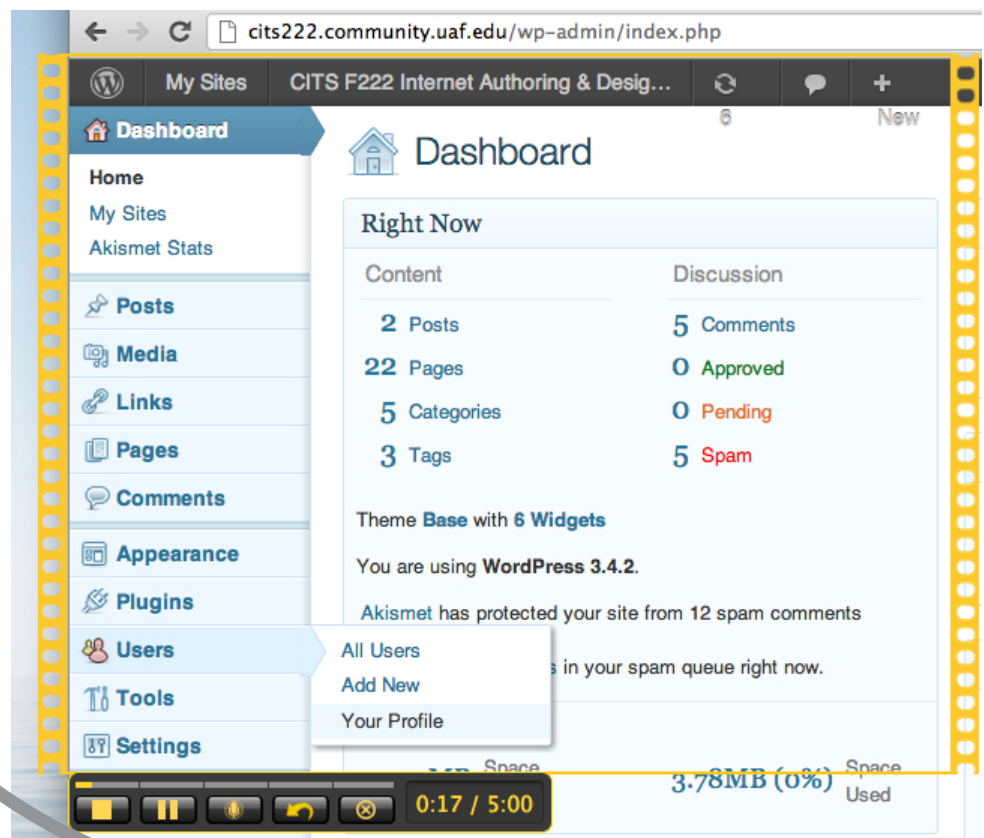 cits222.community.uaf.edu/wp-admin/index.php
My Sites CITS F222 Internet Authoring & Desig...
6 New
Dashboard
Home
My Sites
Akismet Stats
Posts
Media
Links
Pages
Comments
Appearance
Plugins
Users
Tools
Settings
All Users
Add New
Your Profile
Dashboard
Right Now
Content Discussion
2 Posts 5 Comments
22 Pages 0 Approved
5 Categories 0 Pending
3 Tags 5 Spam
Theme Base with 6 Widgets
You are using WordPress 3.4.2.
Akismet has protected your site from 12 spam comments
in your spam queue right now.
MB Space 3.78MB (0%) Space
Used
0:17 / 5:00